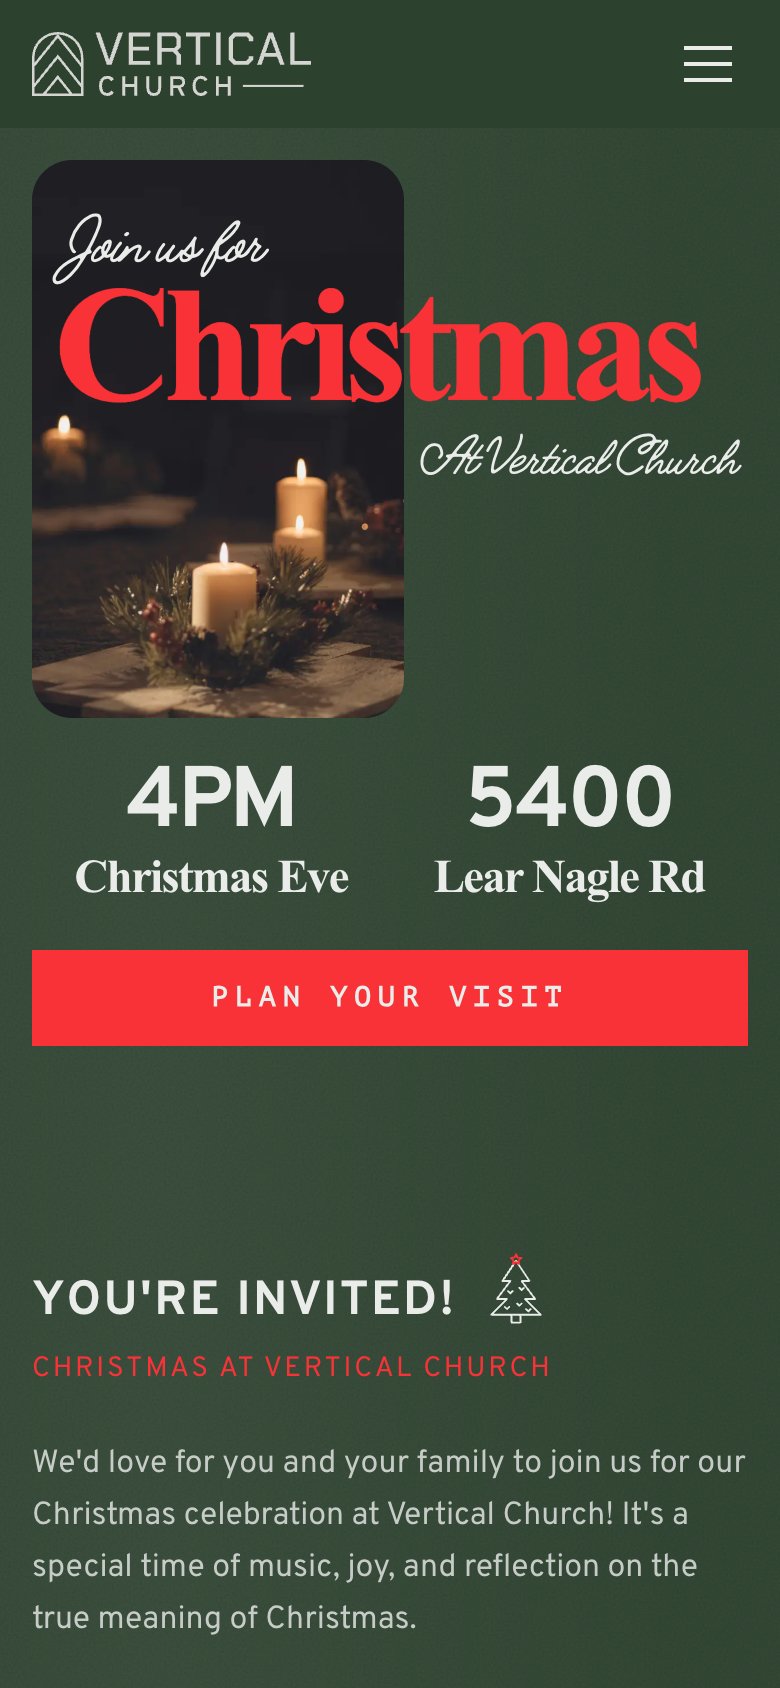 VERTICAL
CHURCH
Join us for
Christmas
At Vertical Church
4PM
Christmas Eve
5400
Lear Nagle Rd
PLAN YOUR VISIT
YOU'RE INVITED!
CHRISTMAS AT VERTICAL CHURCH
We'd love for you and your family to join us for our
Christmas celebration at Vertical Church! It's a
special time of music, joy, and reflection on the
true meaning of Christmas.